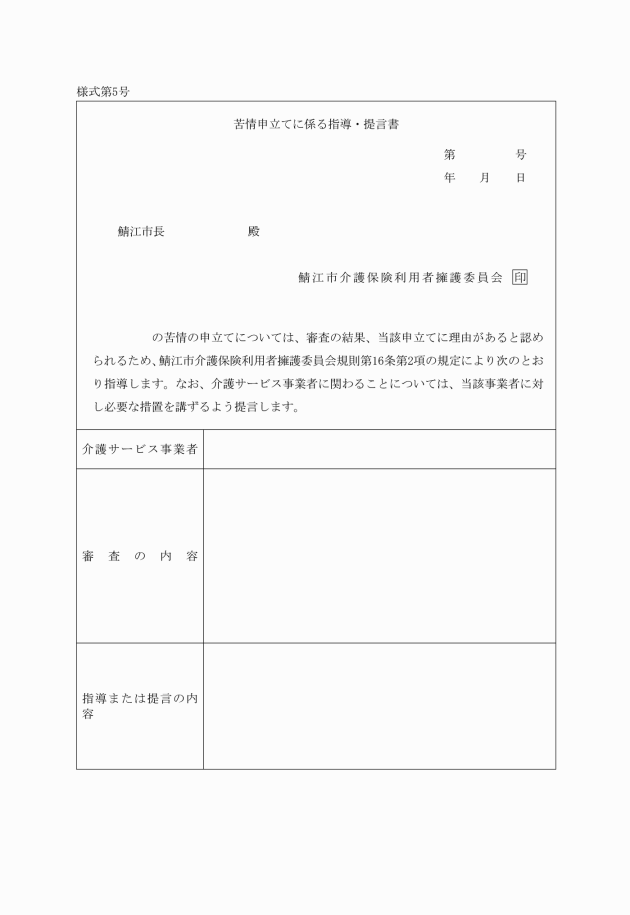 様式第5号
苦情申立てに係る指導・提言書
第　　　　　号
年　　月　　日
鯖江市長　　　　　　　殿
鯖江市介護保険利用者擁護委員会 印
の苦情の申立てについては、審査の結果、当該申立てに理由があると認め
られるため、鯖江市介護保険利用者擁護委員会規則第16条第2項の規定により次のとお
り指導します。なお、介護サービス事業者に関わることについては、当該事業者に対
し必要な措置を講ずるよう提言します。
介護サービス事業者
審査の内容
指導または提言の内
容